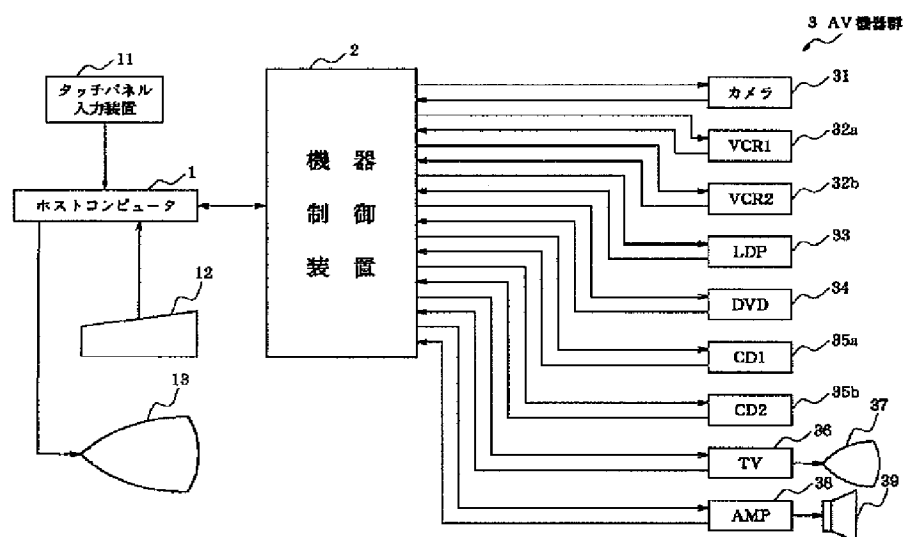 3 AV機器群
11
タッチパネル
入力装置
1
ホストコンピュータ
12
13
2
機器
制御
装置
31
カメラ
32a
VCR1
32b
VCR2
33
LDP
34
DVD
35a
CD1
35b
CD2
36
TV
37
38
AMP
39